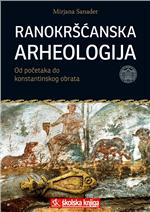 Mirjana Sanader
RANOKRŠĆANSKA
ARHEOLOGIJA
Od početaka do
konstantinskog obrata
školska knjiga